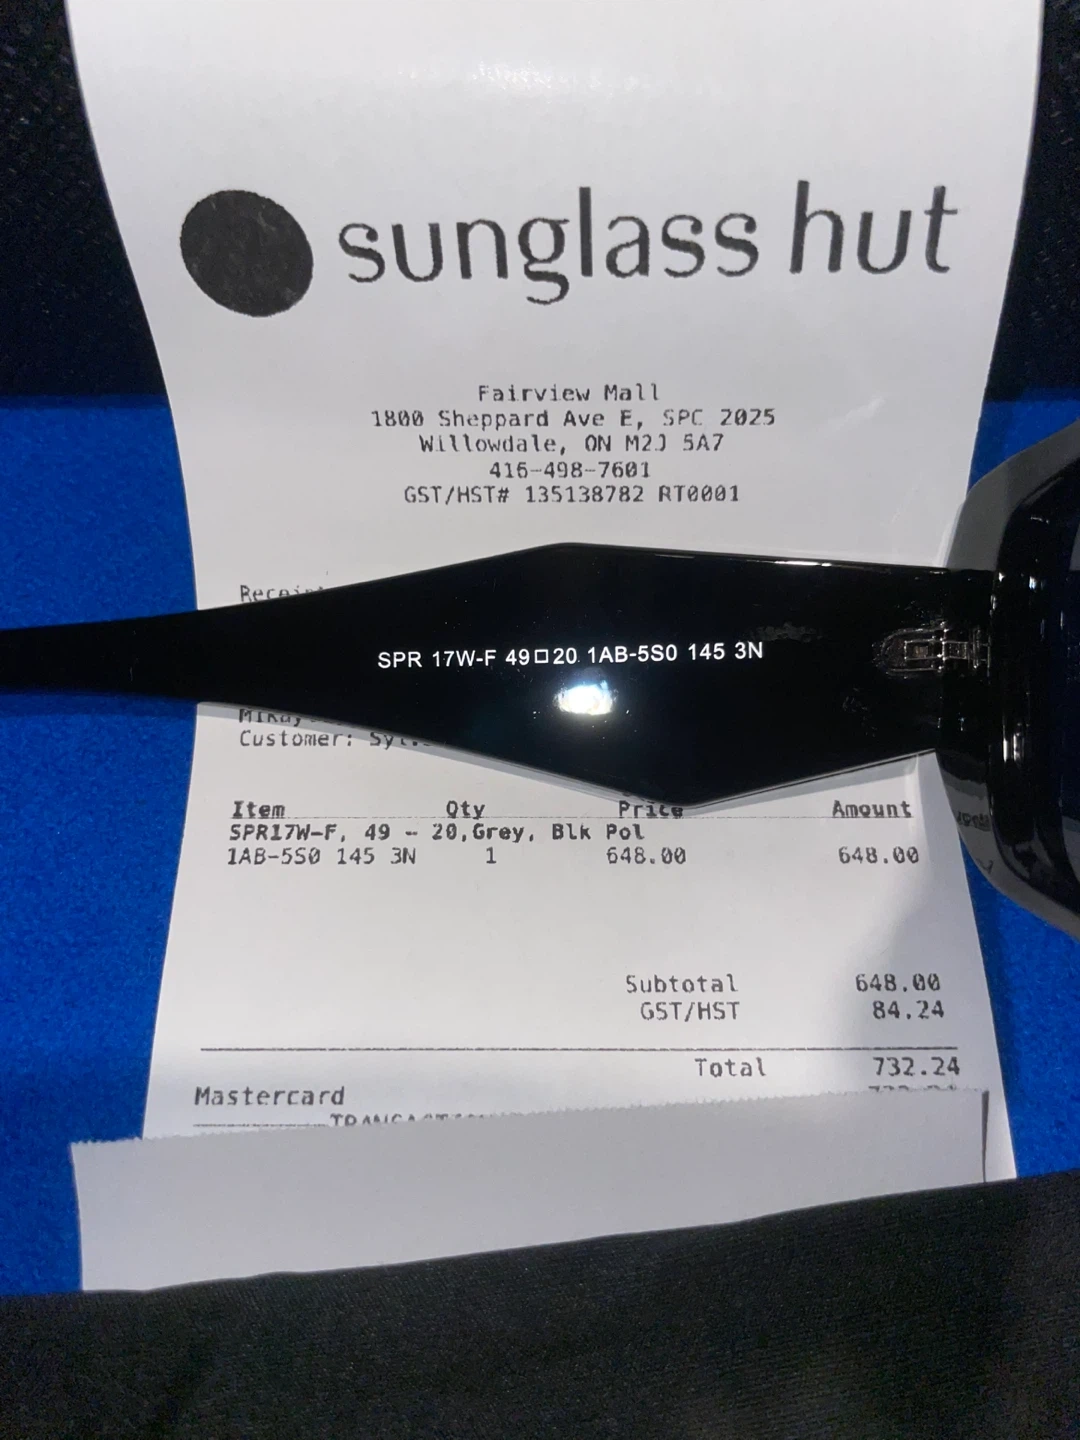 sunglass hut
Fairview Mall
1800 Sheppard Ave E, SPC 2025
Willowdale, ON M2J 5A7
416-498-7601
GST/HST# 135138782 RT0001
SPR 17W-F 49□20 1AB-5S0 145 3N
Customer:
Item Qty Price Amount
SPR17W-F, 49 - 20,Grey, Blk Pol
1AB-5S0 145 3N 1 648.00 648.00
Subtotal 648.00
GST/HST 84.24
Total 732.24
Mastercard